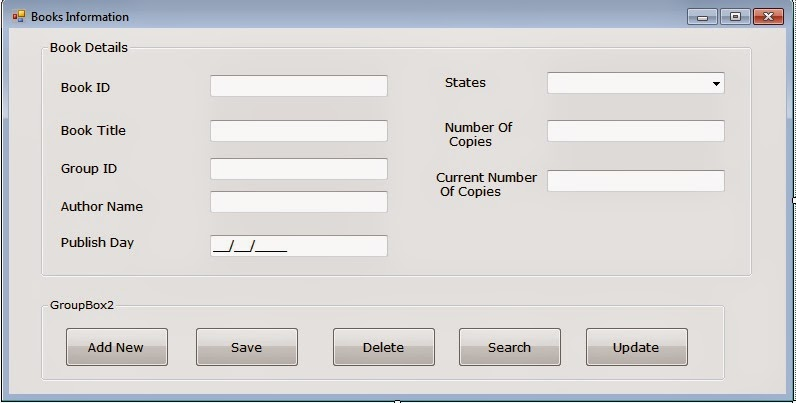 Books Information
Book Details
Book ID
Book Title
Group ID
Author Name
Publish Day
__/__/____
States
Number Of
Copies
Current Number
Of Copies
GroupBox2
Add New
Save
Delete
Search
Update